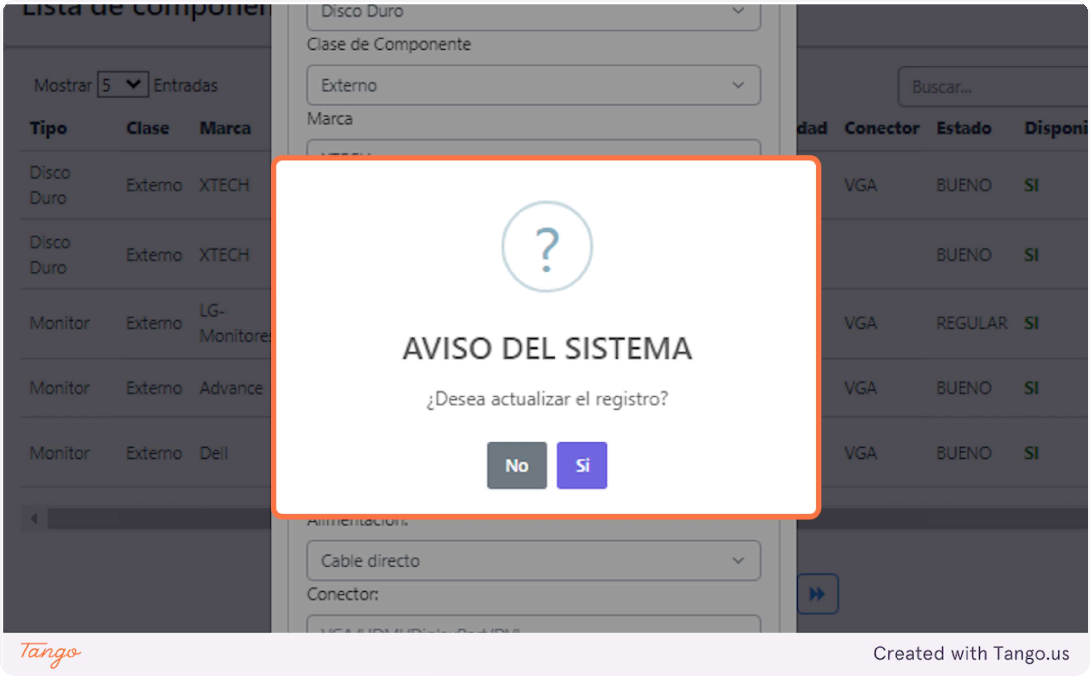 Lista de componen
Disco Duro
Clase de Componente
Mostrar 5 Entradas
Externo
Buscar...
Marca
Tipo Clase Marca dad Conector Estado Disponi
XTECH
Disco
Duro Externo XTECH VGA BUENO SI
Disco
Duro Externo XTECH BUENO SI
Monitor Externo LG-
Monitores VGA REGULAR SI
Monitor Externo Advance VGA BUENO SI
Monitor Externo Dell VGA BUENO SI
?
AVISO DEL SISTEMA
¿Desea actualizar el registro?
No Si
Alimentación:
Cable directo
Conector:
Tango
Created with Tango.us